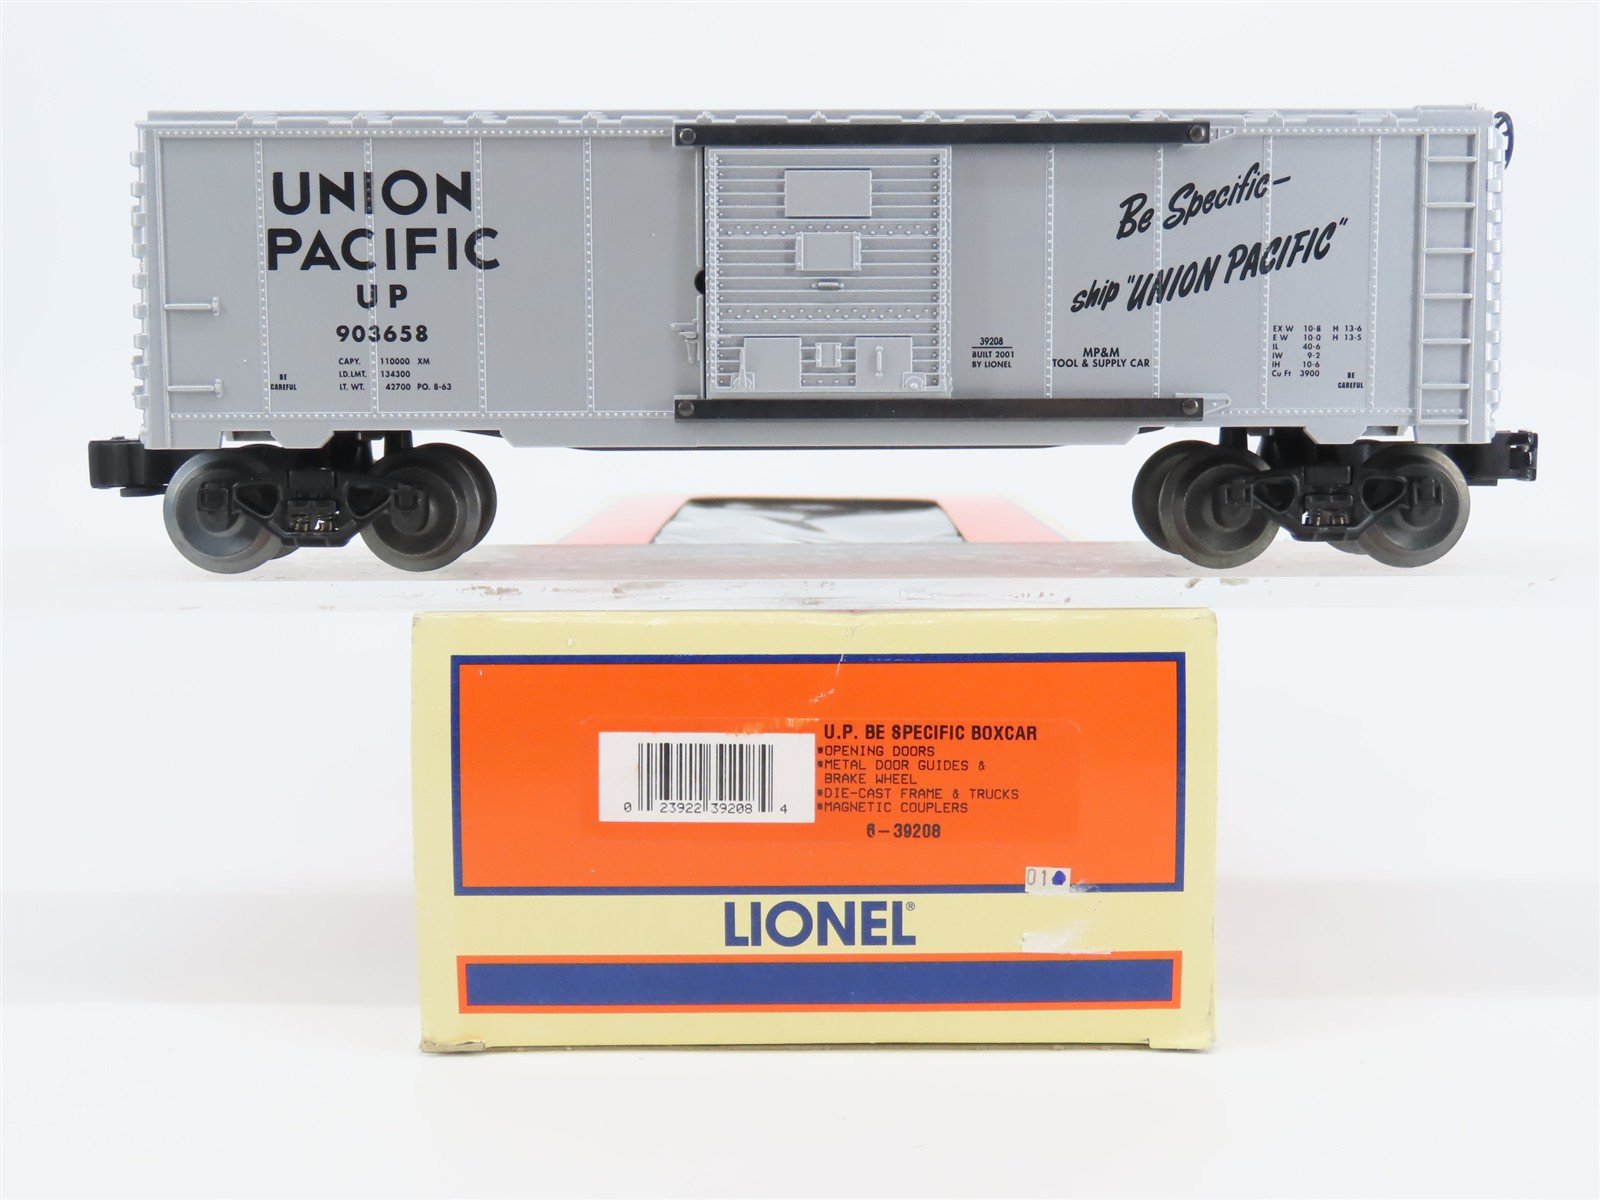 UNION
PACIFIC
UP
903658
CAPY. 110000 XM
LD.LMT. 134300
LT. WT. 42700 PO. 8-63
BE
CAREFUL
39208
BUILT 2001
BY LIONEL
MP&M
TOOL & SUPPLY CAR
Be Specific-
ship "UNION PACIFIC"
EX W 10-8 H 13-6
E W 10-0 H 13-5
IL 40-6
IW 9-2
IH 10-6
Cu Ft 3900
BE
CAREFUL
U.P. BE SPECIFIC BOXCAR
*OPENING DOORS
*METAL DOOR GUIDES &
BRAKE WHEEL
*DIE-CAST FRAME & TRUCKS
*MAGNETIC COUPLERS
6-39208
0 23922 39208 4
01
LIONEL®